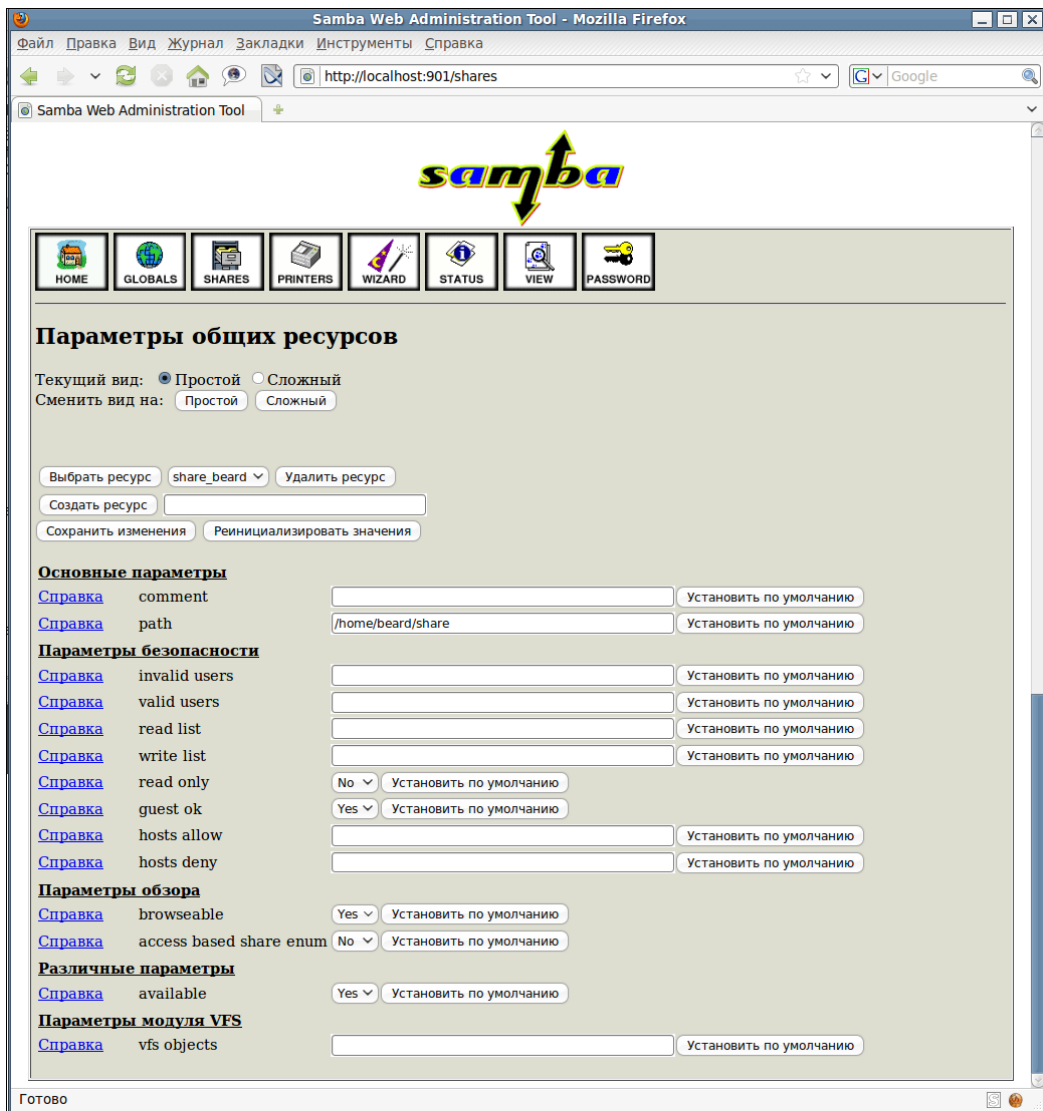 Samba Web Administration Tool - Mozilla Firefox
Файл Правка Вид Журнал Закладки Инструменты Справка
http://localhost:901/shares G Google
Samba Web Administration Tool
samba
HOME GLOBALS SHARES PRINTERS WIZARD STATUS VIEW PASSWORD
Параметры общих ресурсов
Текущий вид: Простой Сложный
Сменить вид на: Простой Сложный
Выбрать ресурс share_beard Удалить ресурс
Создать ресурс
Сохранить изменения Реинициализировать значения
Основные параметры
Справка comment Установить по умолчанию
Справка path /home/beard/share Установить по умолчанию
Параметры безопасности
Справка invalid users Установить по умолчанию
Справка valid users Установить по умолчанию
Справка read list Установить по умолчанию
Справка write list Установить по умолчанию
Справка read only No Установить по умолчанию
Справка guest ok Yes Установить по умолчанию
Справка hosts allow Установить по умолчанию
Справка hosts deny Установить по умолчанию
Параметры обзора
Справка browseable Yes Установить по умолчанию
Справка access based share enum No Установить по умолчанию
Различные параметры
Справка available Yes Установить по умолчанию
Параметры модуля VFS
Справка vfs objects Установить по умолчанию
Готово